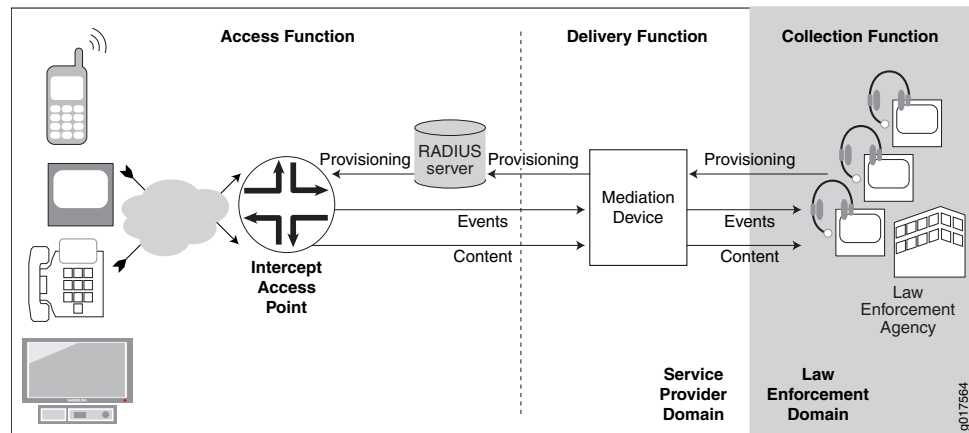 Access Function
Delivery Function
Collection Function
RADIUS
server
Provisioning
Provisioning
Provisioning
Mediation
Device
Events
Events
Content
Content
Intercept
Access
Point
Law
Enforcement
Agency
SAMSUNG
Service
Provider
Domain
Law
Enforcement
Domain
g017564